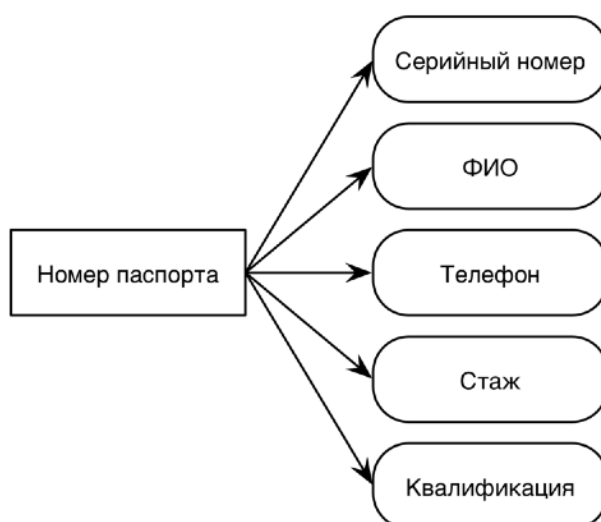 Серийный номер
ФИО
Номер паспорта
Телефон
Стаж
Квалификация